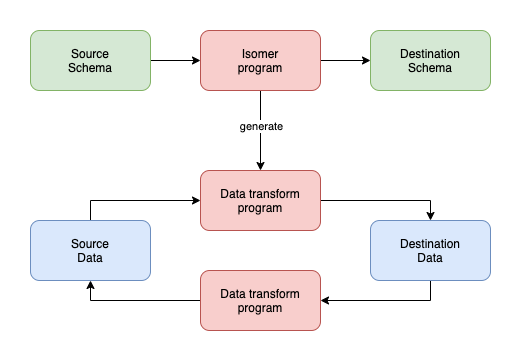 Source
Schema
Isomer
program
Destination
Schema
generate
Data transform
program
Source
Data
Destination
Data
Data transform
program